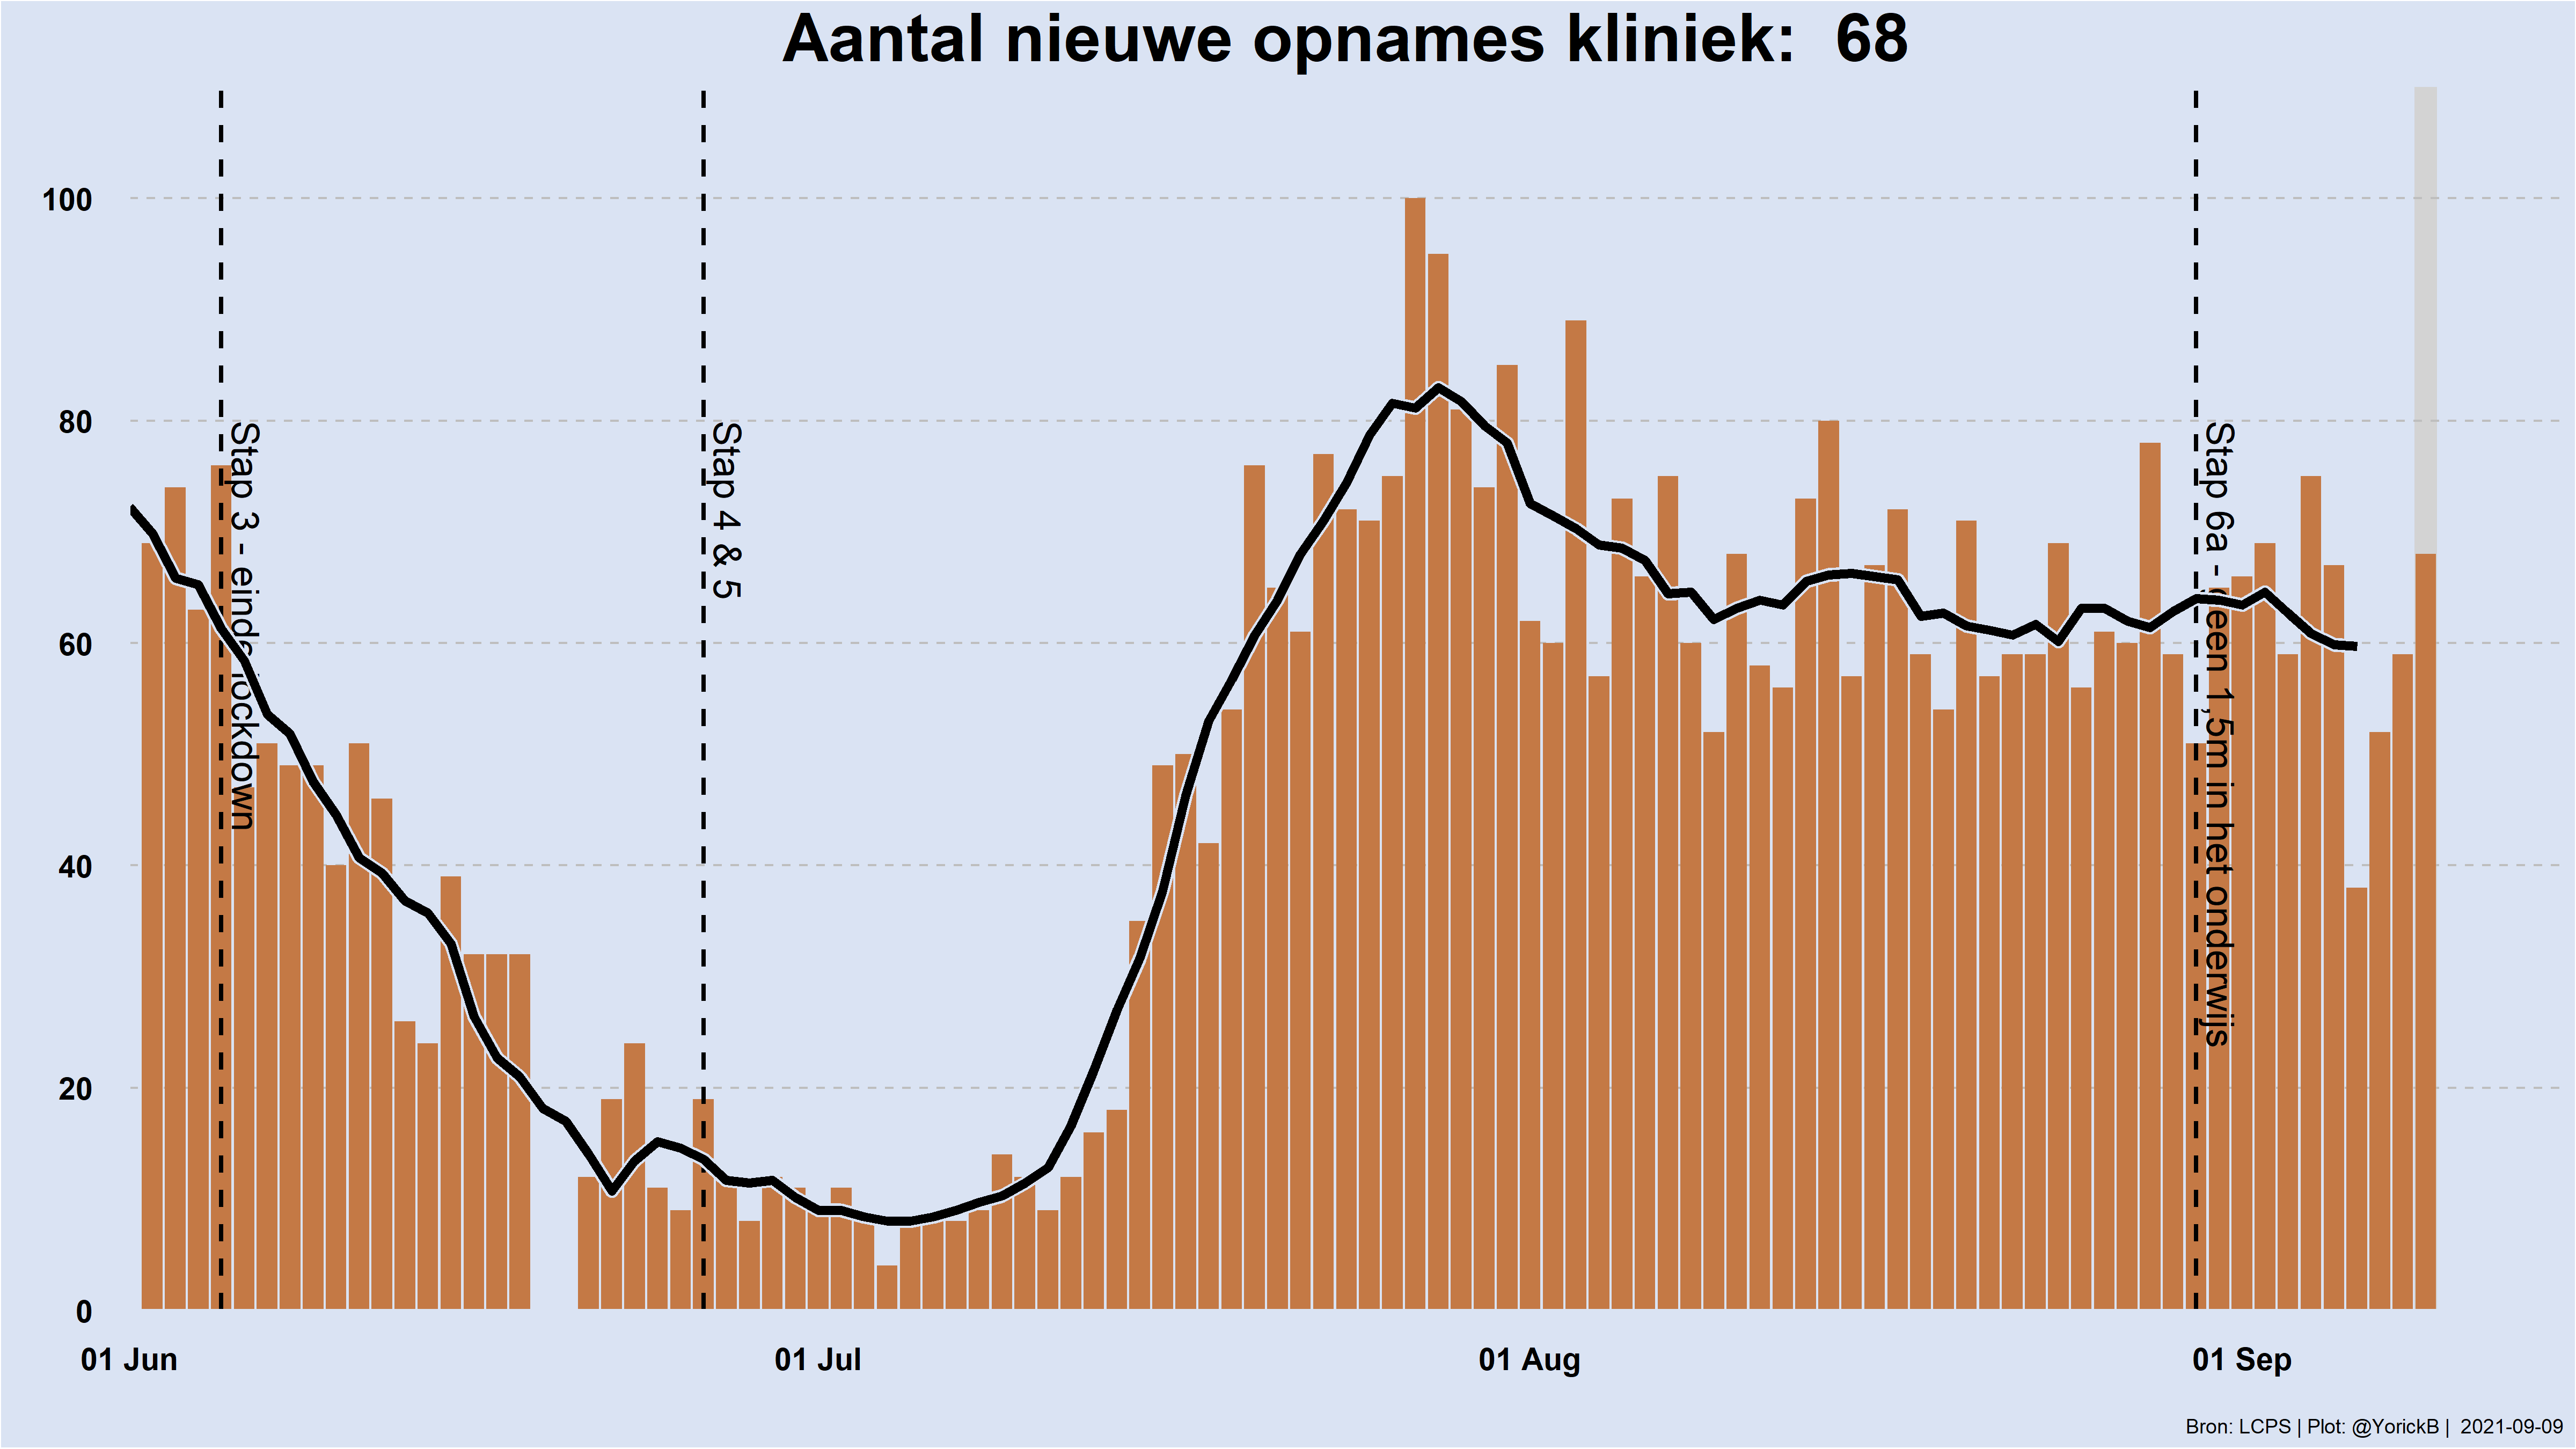 Aantal nieuwe opnames kliniek: 68
100
80
60
40
20
0
Stap 3 - einde lockdown
Stap 4 & 5
Stap 6a - geen 1,5m in het onderwijs
01 Jun
01 Jul
01 Aug
01 Sep
Bron: LCPS | Plot: @YorickB | 2021-09-09